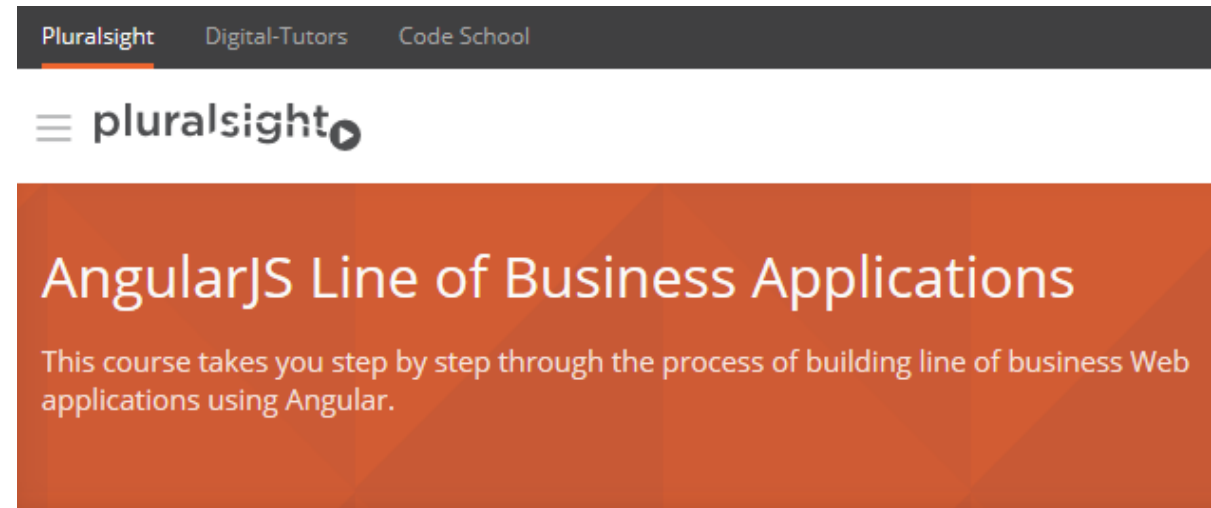 Pluralsight Digital-Tutors Code School
pluralsight
AngularJS Line of Business Applications
This course takes you step by step through the process of building line of business Web
applications using Angular.